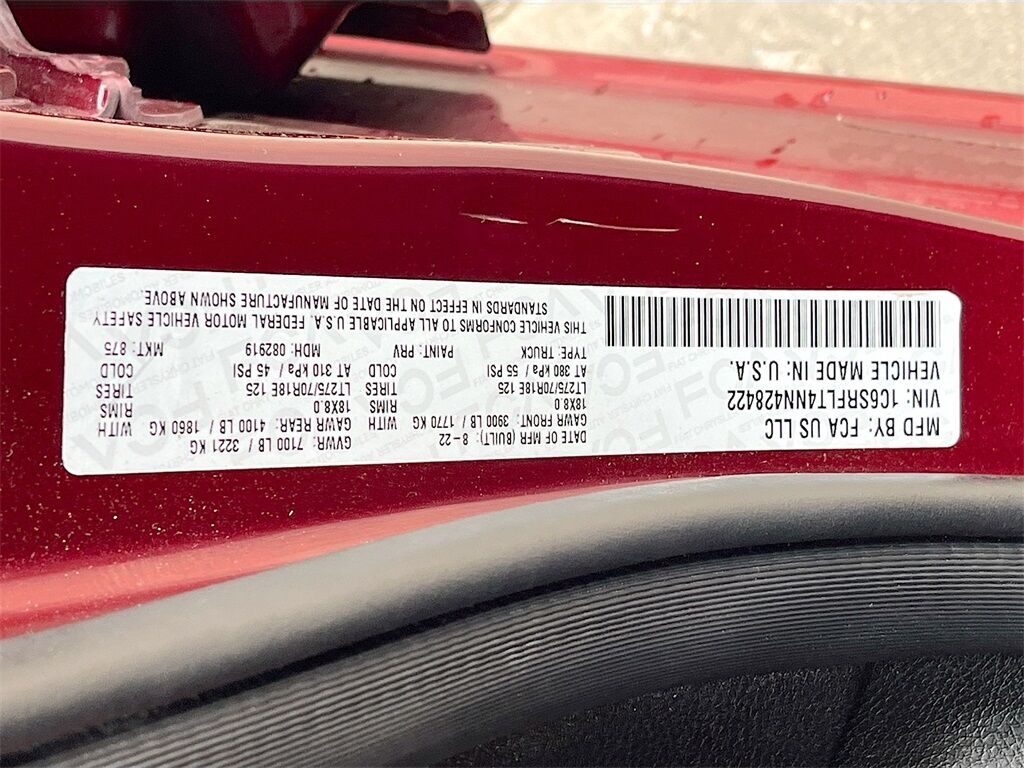 MFD BY: FCA US LLC
VIN: 1C6SRFLT4NN428422
VEHICLE MADE IN: U.S.A.
DATE OF MFR (BUILT): 8-22 GVWR: 7100 LB / 3221 KG
GAWR FRONT: 3900 LB / 1770 KG WITH GAWR REAR: 4100 LB / 1860 KG WITH
18X8.0 RIMS 18X8.0 RIMS
LT275/70R18E 125 TIRES LT275/70R18E 125 TIRES
AT 380 kPa / 55 PSI COLD AT 310 kPa / 45 PSI COLD
TYPE: TRUCK PAINT: PRV MDH: 082919 MKT: 875
THIS VEHICLE CONFORMS TO ALL APPLICABLE U.S.A. FEDERAL MOTOR VEHICLE SAFETY
STANDARDS IN EFFECT ON THE DATE OF MANUFACTURE SHOWN ABOVE.